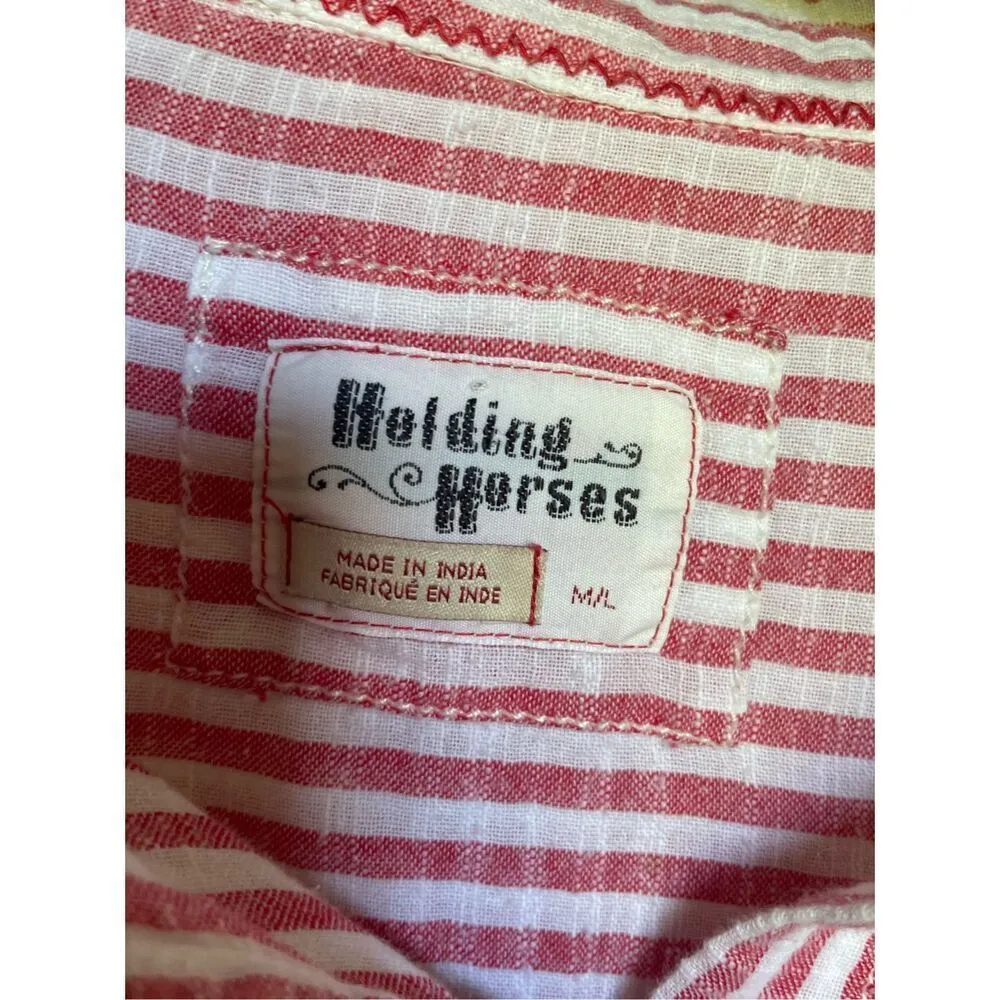 Holding
Horses
MADE IN INDIA
FABRIQUÉ EN INDE
M/L